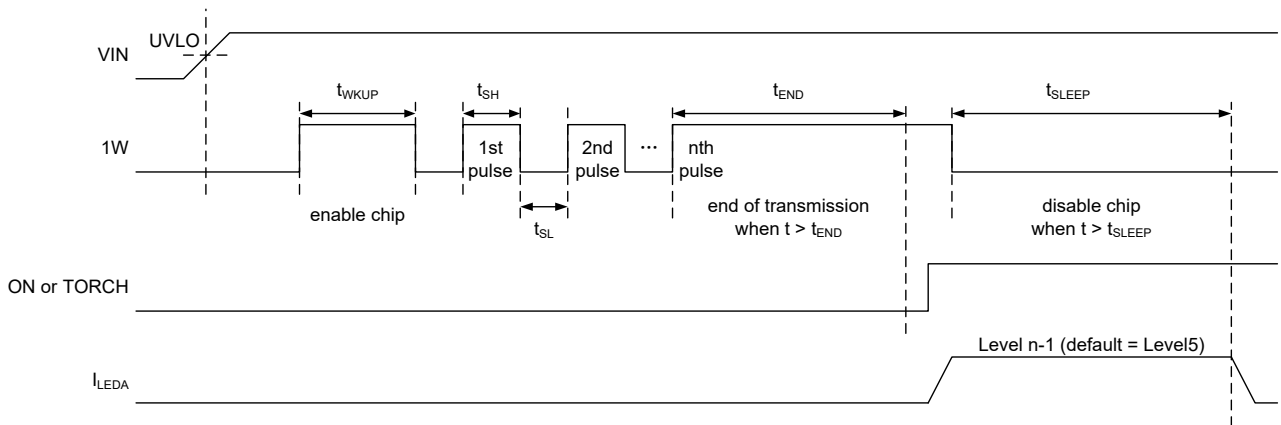 UVLO
VIN
tWKUP
tSH
tEND
tSLEEP
1W
1st
pulse
2nd
pulse
...
nth
pulse
enable chip
tSL
end of transmission
when t > tEND
disable chip
when t > tSLEEP
ON or TORCH
Level n-1 (default = Level5)
ILEDA